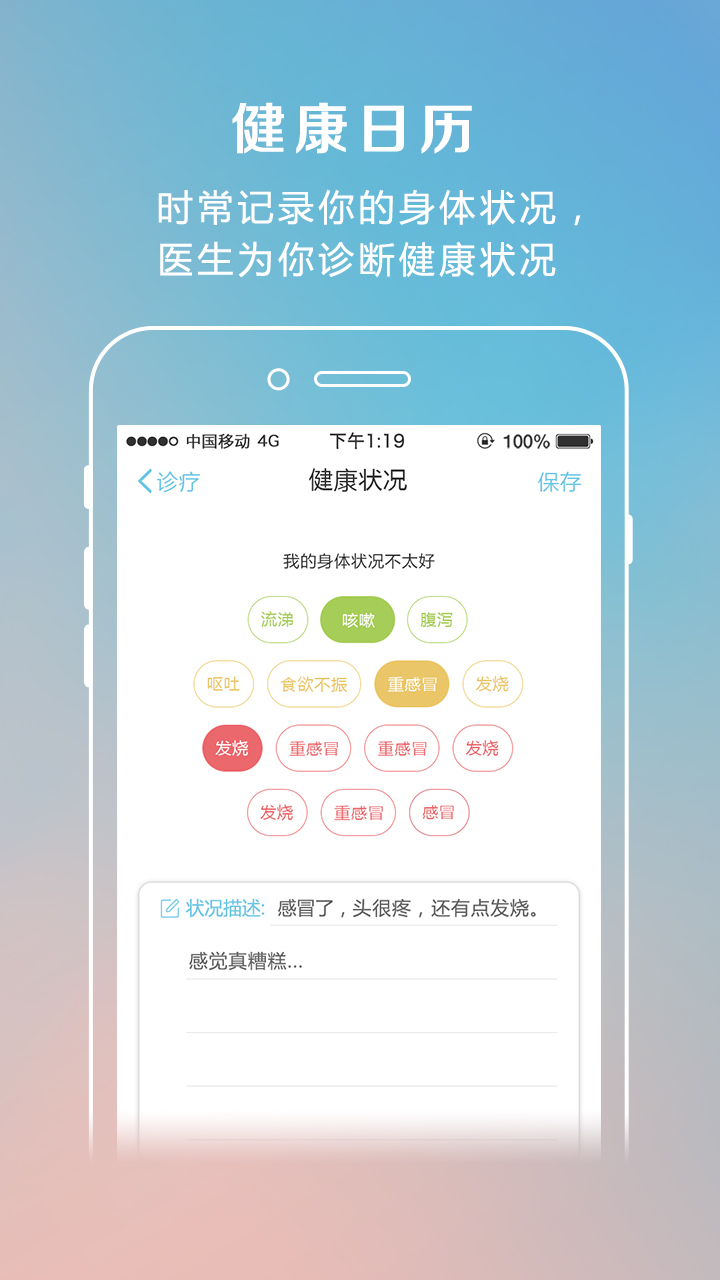 健康日历
时常记录你的身体状况，
医生为你诊断健康状况
中国移动 4G 下午1:19 100%
诊疗 健康状况 保存
我的身体状况不太好
流涕 咳嗽 腹泻
呕吐 食欲不振 重感冒 发烧
发烧 重感冒 重感冒 发烧
发烧 重感冒 感冒
状况描述: 感冒了，头很疼，还有点发烧。
感觉真糟糕...